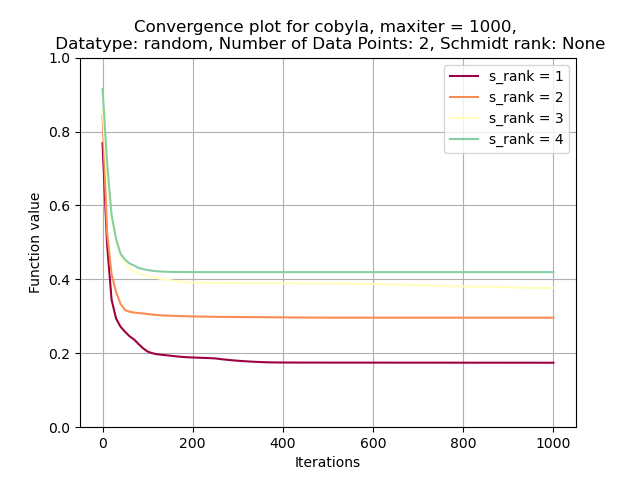 Convergence plot for cobyla, maxiter = 1000,
Datatype: random, Number of Data Points: 2, Schmidt rank: None
1.0
0.8
0.6
0.4
0.2
0.0
Function value
s_rank = 1
s_rank = 2
s_rank = 3
s_rank = 4
0 200 400 600 800 1000
Iterations